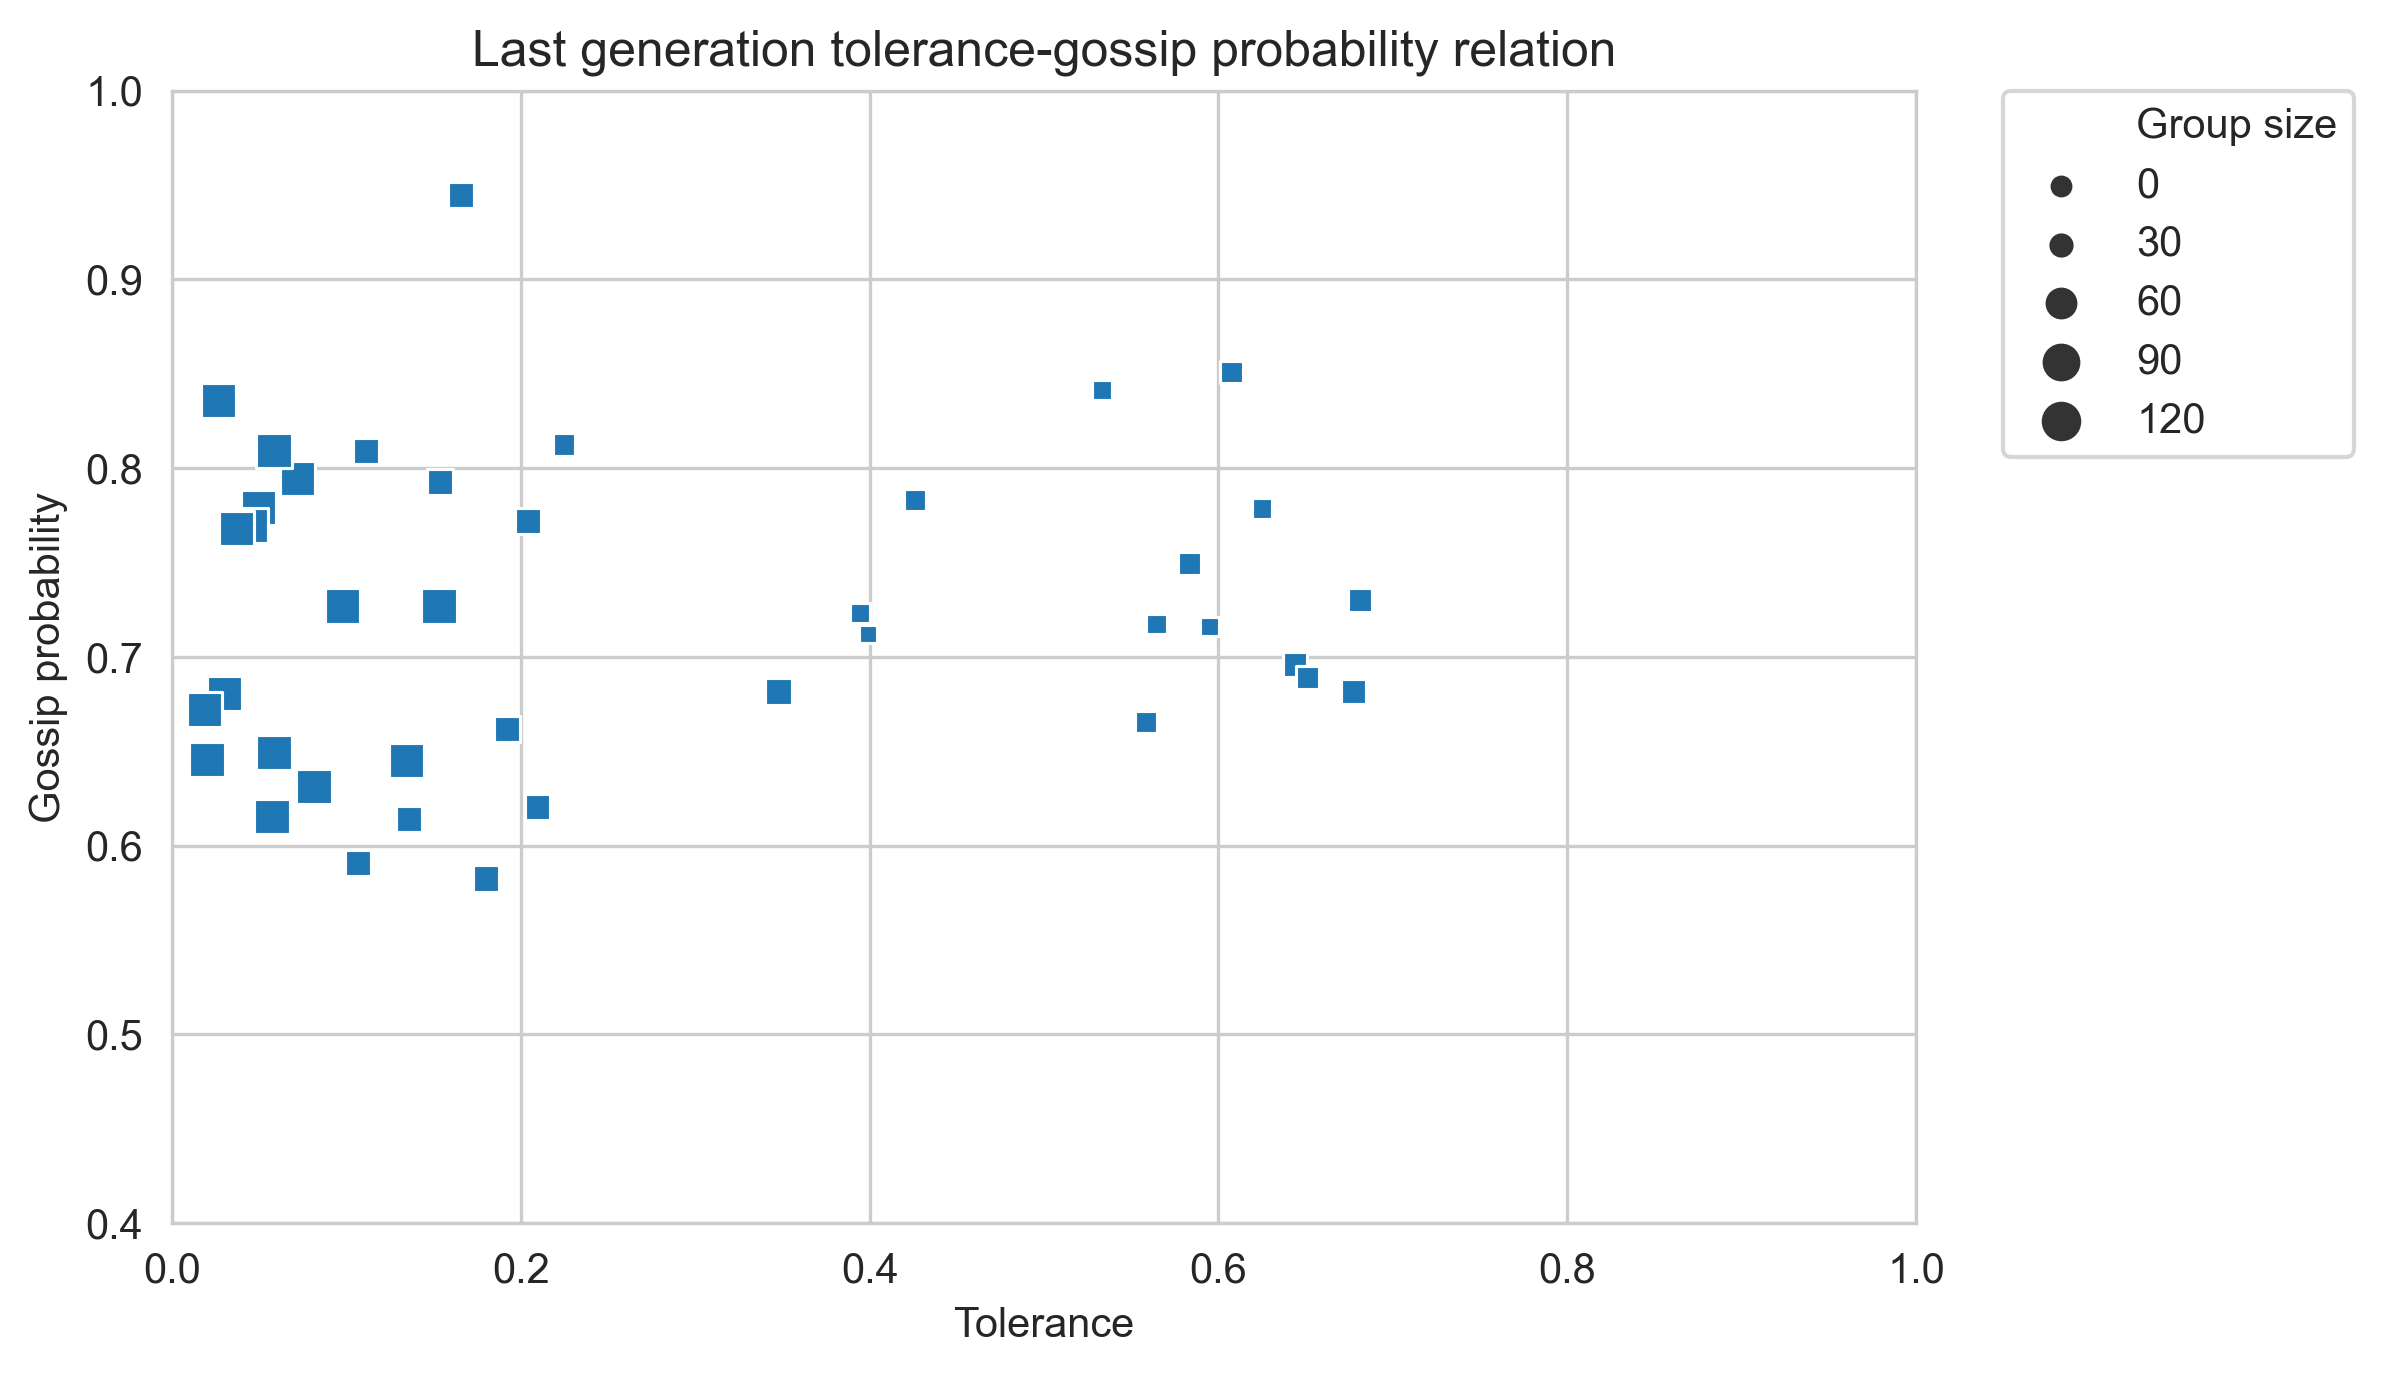 Last generation tolerance-gossip probability relation
1.0
0.9
0.8
0.7
0.6
0.5
0.4
Gossip probability
0.0 0.2 0.4 0.6 0.8 1.0
Tolerance
Group size
0
30
60
90
120